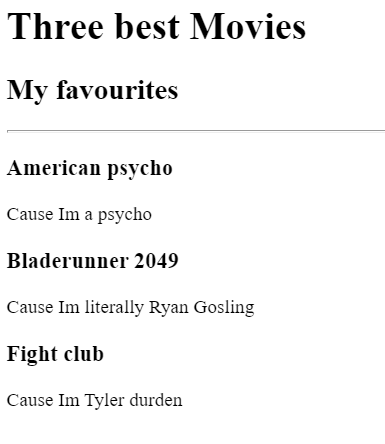 Three best Movies
My favourites
American psycho
Cause Im a psycho
Bladerunner 2049
Cause Im literally Ryan Gosling
Fight club
Cause Im Tyler durden